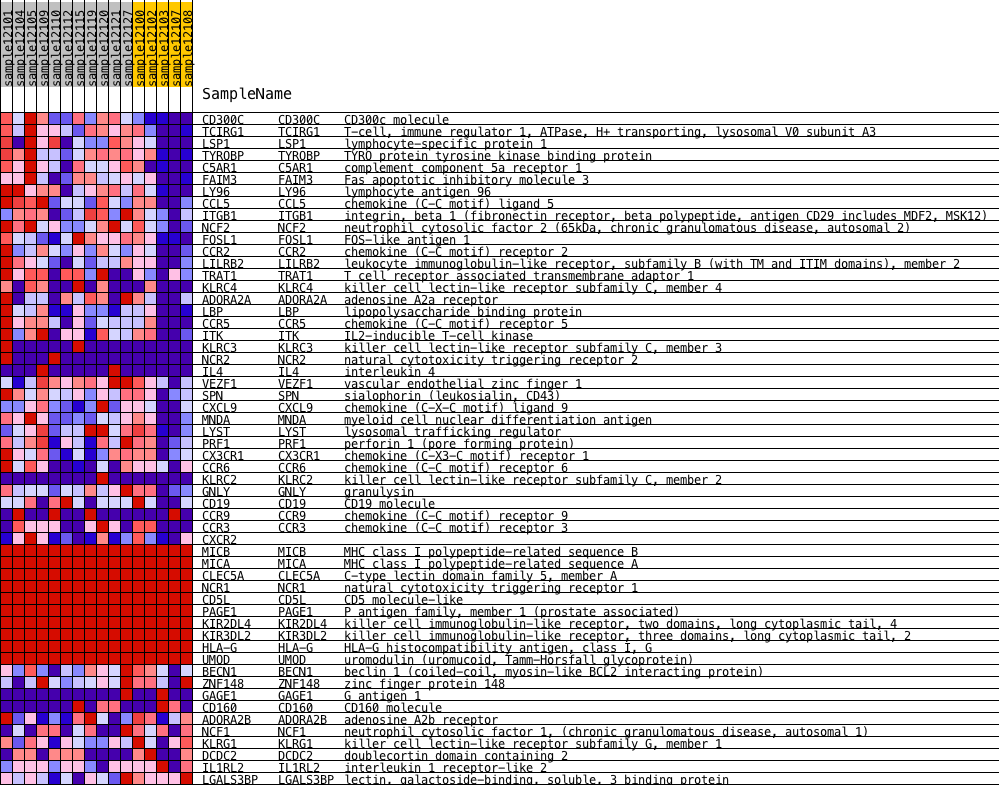 sample12101
sample12104
sample12105
sample12109
sample12110
sample12112
sample12115
sample12119
sample12120
sample12121
sample12127
sample12100
sample12102
sample12103
sample12107
sample12108
SampleName
CD300C CD300C CD300c molecule
TCIRG1 TCIRG1 T-cell, immune regulator 1, ATPase, H+ transporting, lysosomal V0 subunit A3
LSP1 LSP1 lymphocyte-specific protein 1
TYROBP TYROBP TYRO protein tyrosine kinase binding protein
C5AR1 C5AR1 complement component 5a receptor 1
FAIM3 FAIM3 Fas apoptotic inhibitory molecule 3
LY96 LY96 lymphocyte antigen 96
CCL5 CCL5 chemokine (C-C motif) ligand 5
ITGB1 ITGB1 integrin, beta 1 (fibronectin receptor, beta polypeptide, antigen CD29 includes MDF2, MSK12)
NCF2 NCF2 neutrophil cytosolic factor 2 (65kDa, chronic granulomatous disease, autosomal 2)
FOSL1 FOSL1 FOS-like antigen 1
CCR2 CCR2 chemokine (C-C motif) receptor 2
LILRB2 LILRB2 leukocyte immunoglobulin-like receptor, subfamily B (with TM and ITIM domains), member 2
TRAT1 TRAT1 T cell receptor associated transmembrane adaptor 1
KLRC4 KLRC4 killer cell lectin-like receptor subfamily C, member 4
ADORA2A ADORA2A adenosine A2a receptor
LBP LBP lipopolysaccharide binding protein
CCR5 CCR5 chemokine (C-C motif) receptor 5
ITK ITK IL2-inducible T-cell kinase
KLRC3 KLRC3 killer cell lectin-like receptor subfamily C, member 3
NCR2 NCR2 natural cytotoxicity triggering receptor 2
IL4 IL4 interleukin 4
VEZF1 VEZF1 vascular endothelial zinc finger 1
SPN SPN sialophorin (leukosialin, CD43)
CXCL9 CXCL9 chemokine (C-X-C motif) ligand 9
MNDA MNDA myeloid cell nuclear differentiation antigen
LYST LYST lysosomal trafficking regulator
PRF1 PRF1 perforin 1 (pore forming protein)
CX3CR1 CX3CR1 chemokine (C-X3-C motif) receptor 1
CCR6 CCR6 chemokine (C-C motif) receptor 6
KLRC2 KLRC2 killer cell lectin-like receptor subfamily C, member 2
GNLY GNLY granulysin
CD19 CD19 CD19 molecule
CCR9 CCR9 chemokine (C-C motif) receptor 9
CCR3 CCR3 chemokine (C-C motif) receptor 3
CXCR2
MICB MICB MHC class I polypeptide-related sequence B
MICA MICA MHC class I polypeptide-related sequence A
CLEC5A CLEC5A C-type lectin domain family 5, member A
NCR1 NCR1 natural cytotoxicity triggering receptor 1
CD5L CD5L CD5 molecule-like
PAGE1 PAGE1 P antigen family, member 1 (prostate associated)
KIR2DL4 KIR2DL4 killer cell immunoglobulin-like receptor, two domains, long cytoplasmic tail, 4
KIR3DL2 KIR3DL2 killer cell immunoglobulin-like receptor, three domains, long cytoplasmic tail, 2
HLA-G HLA-G HLA-G histocompatibility antigen, class I, G
UMOD UMOD uromodulin (uromucoid, Tamm-Horsfall glycoprotein)
BECN1 BECN1 beclin 1 (coiled-coil, myosin-like BCL2 interacting protein)
ZNF148 ZNF148 zinc finger protein 148
GAGE1 GAGE1 G antigen 1
CD160 CD160 CD160 molecule
ADORA2B ADORA2B adenosine A2b receptor
NCF1 NCF1 neutrophil cytosolic factor 1, (chronic granulomatous disease, autosomal 1)
KLRG1 KLRG1 killer cell lectin-like receptor subfamily G, member 1
DCDC2 DCDC2 doublecortin domain containing 2
IL1RL2 IL1RL2 interleukin 1 receptor-like 2
LGALS3BP LGALS3BP lectin, galactoside-binding, soluble, 3 binding protein